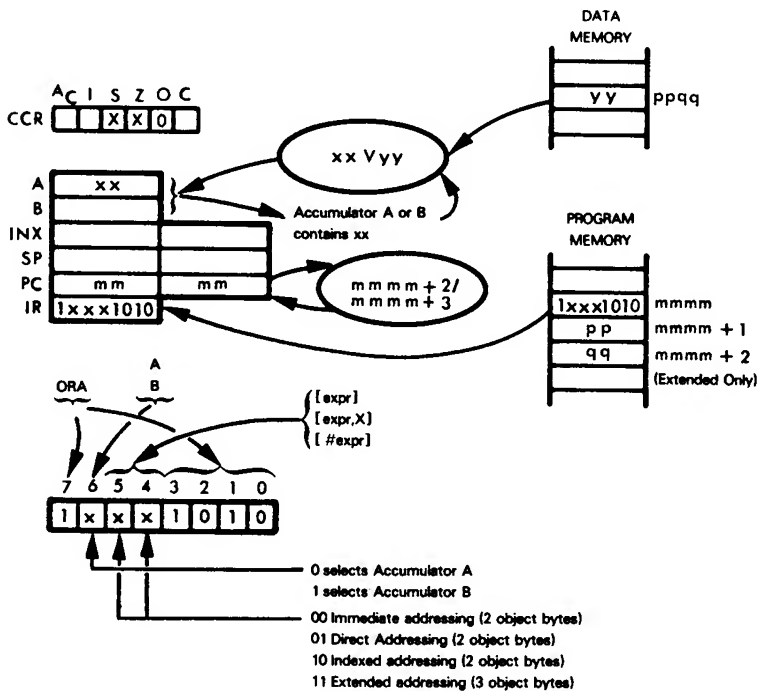 DATA
MEMORY
yy ppqq
AC I S Z O C
CCR X X 0
xx V yy
A xx
B
INX
SP
PC mm mm
IR 1xxx1010
Accumulator A or B
contains xx
mmmm + 2/
mmmm + 3
PROGRAM
MEMORY
1xxx1010 mmmm
pp mmmm + 1
qq mmmm + 2
(Extended Only)
ORA
A
B
[expr]
[expr,X]
[#expr]
7 6 5 4 3 2 1 0
1 x x x 1 0 1 0
0 selects Accumulator A
1 selects Accumulator B
00 Immediate addressing (2 object bytes)
01 Direct Addressing (2 object bytes)
10 Indexed addressing (2 object bytes)
11 Extended addressing (3 object bytes)